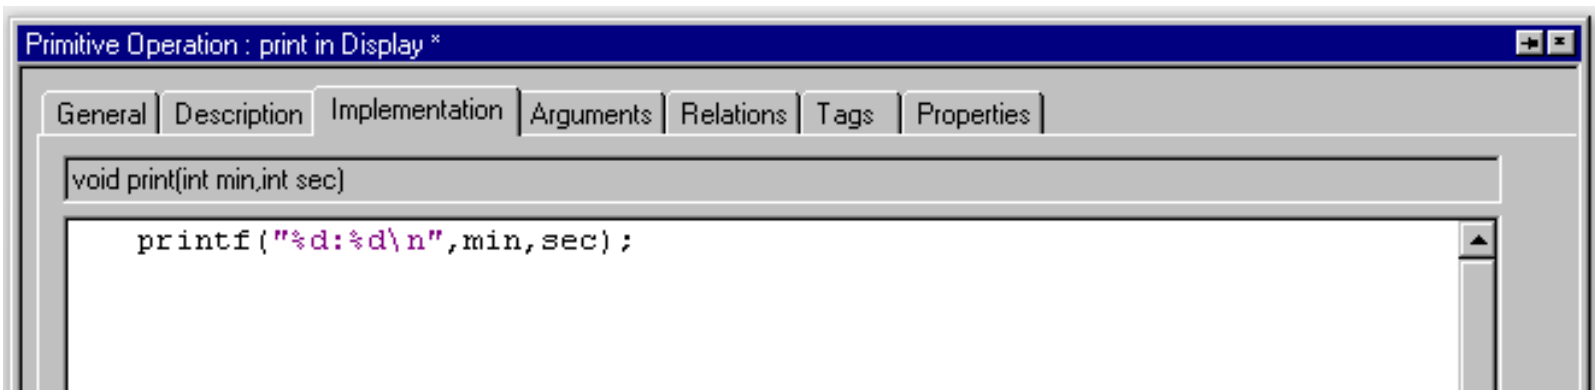 Primitive Operation : print in Display *
General Description Implementation Arguments Relations Tags Properties
void print(int min,int sec)
printf("%d:%d\n",min,sec);